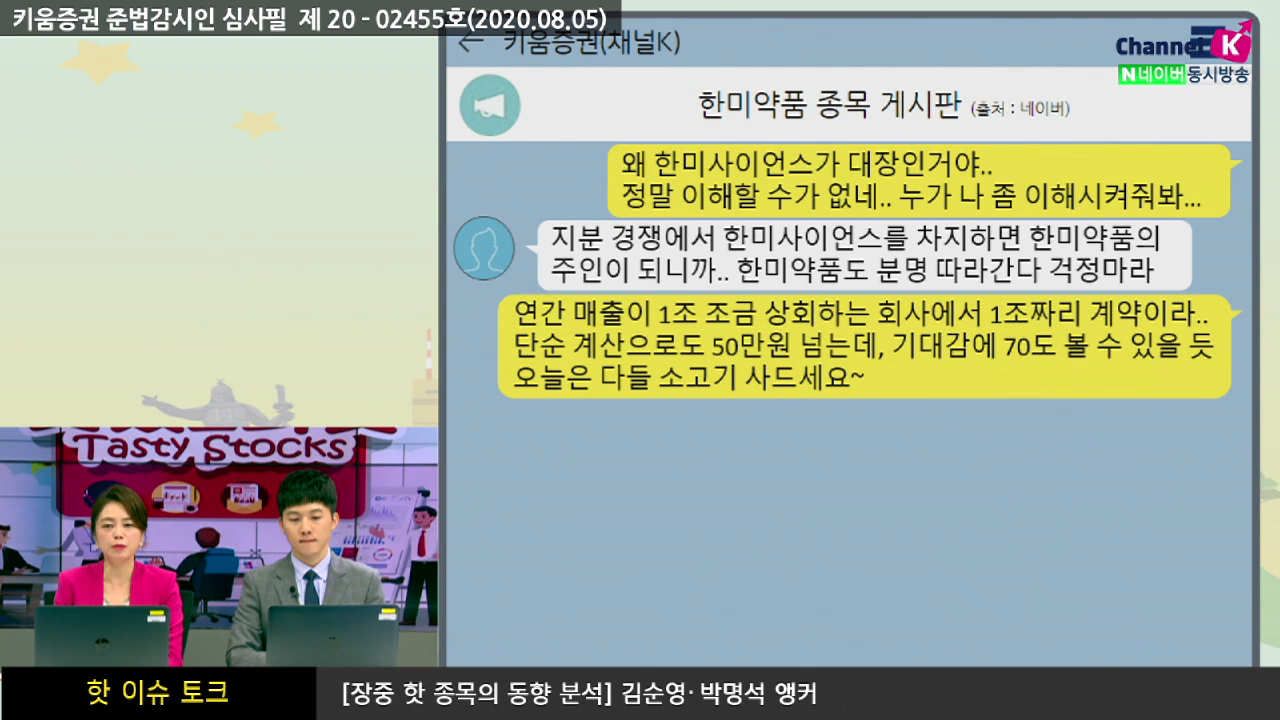 키움증권 준법감시인 심사필 제 20 - 02455호(2020.08.05)
← 키움증권(채널K)
Channel K
N네이버 동시방송
한미약품 종목 게시판 (출처 : 네이버)
왜 한미사이언스가 대장인거야..
정말 이해할 수가 없네.. 누가 나 좀 이해시켜줘봐...
지분 경쟁에서 한미사이언스를 차지하면 한미약품의
주인이 되니까.. 한미약품도 분명 따라간다 걱정마라
연간 매출이 1조 조금 상회하는 회사에서 1조짜리 계약이라..
단순 계산으로도 50만원 넘는데, 기대감에 70도 볼 수 있을 듯
오늘은 다들 소고기 사드세요~
Tasty Stocks
핫 이슈 토크
[장중 핫 종목의 동향 분석] 김순영·박명석 앵커